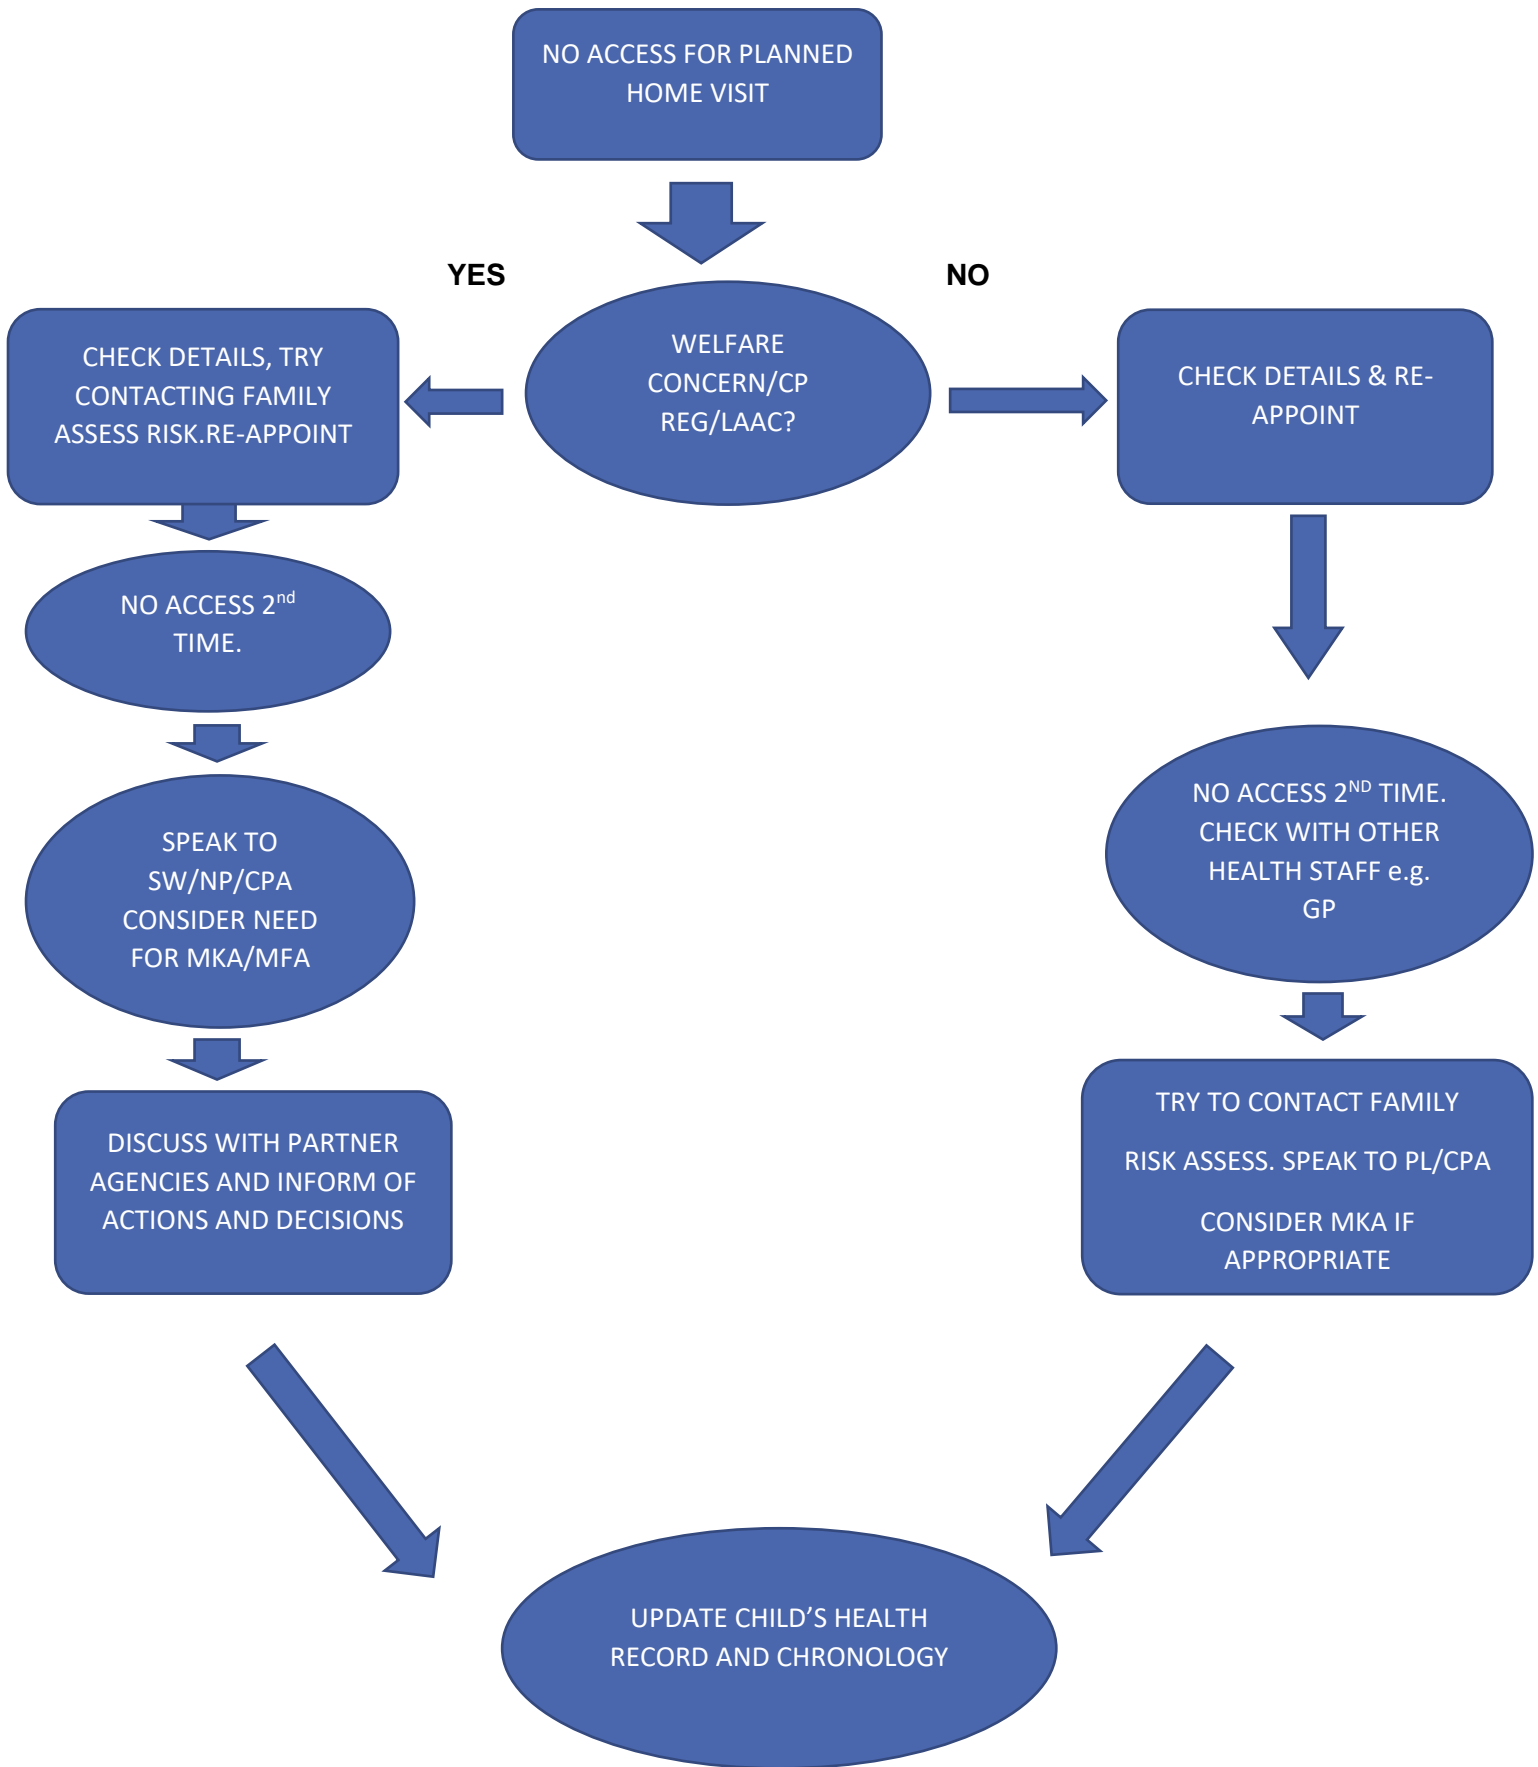 NO ACCESS FOR PLANNED
HOME VISIT
YES
NO
WELFARE
CONCERN/CP
REG/LAAC?
CHECK DETAILS, TRY
CONTACTING FAMILY
ASSESS RISK.RE-APPOINT
CHECK DETAILS & RE-
APPOINT
NO ACCESS 2nd
TIME.
SPEAK TO
SW/NP/CPA
CONSIDER NEED
FOR MKA/MFA
NO ACCESS 2ND TIME.
CHECK WITH OTHER
HEALTH STAFF e.g.
GP
DISCUSS WITH PARTNER
AGENCIES AND INFORM OF
ACTIONS AND DECISIONS
TRY TO CONTACT FAMILY
RISK ASSESS. SPEAK TO PL/CPA
CONSIDER MKA IF
APPROPRIATE
UPDATE CHILD’S HEALTH
RECORD AND CHRONOLOGY